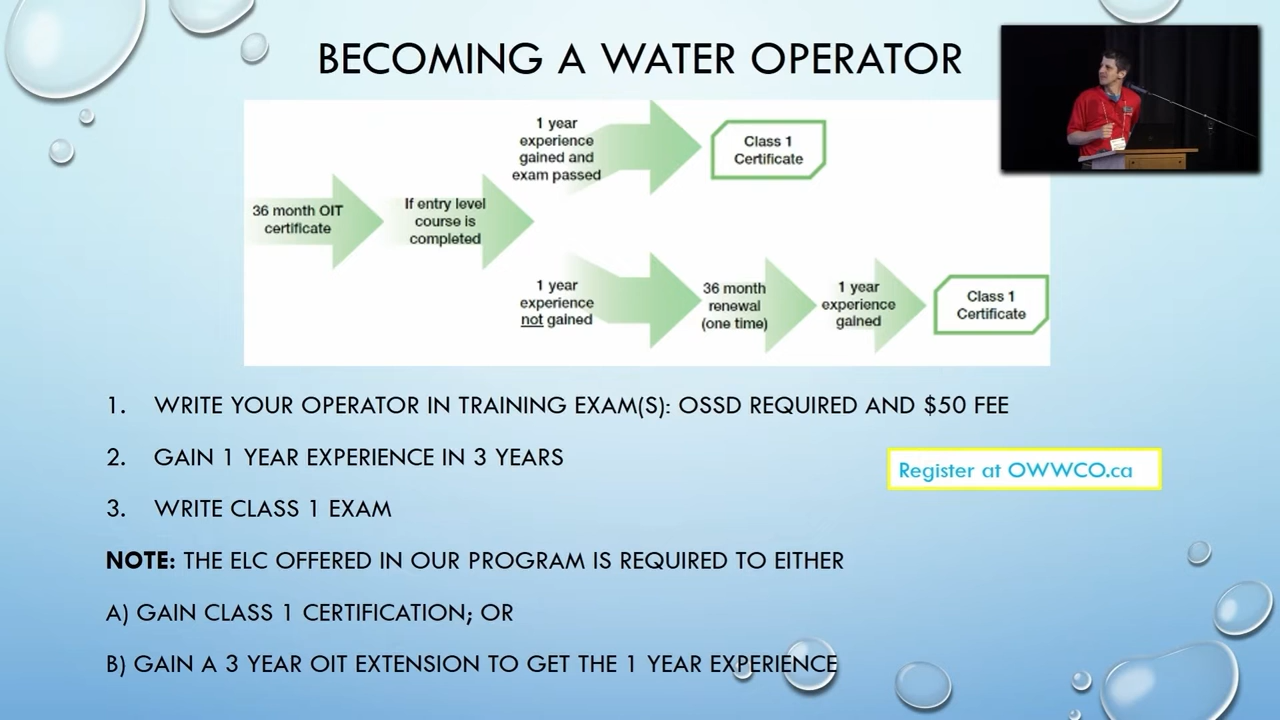 BECOMING A WATER OPERATOR
36 month OIT
certificate
If entry level
course is
completed
1 year
experience
gained and
exam passed
Class 1
Certificate
1 year
experience
not gained
36 month
renewal
(one time)
1 year
experience
gained
Class 1
Certificate
1. WRITE YOUR OPERATOR IN TRAINING EXAM(S): OSSD REQUIRED AND $50 FEE
2. GAIN 1 YEAR EXPERIENCE IN 3 YEARS
Register at OWWCO.ca
3. WRITE CLASS 1 EXAM
NOTE: THE ELC OFFERED IN OUR PROGRAM IS REQUIRED TO EITHER
A) GAIN CLASS 1 CERTIFICATION; OR
B) GAIN A 3 YEAR OIT EXTENSION TO GET THE 1 YEAR EXPERIENCE